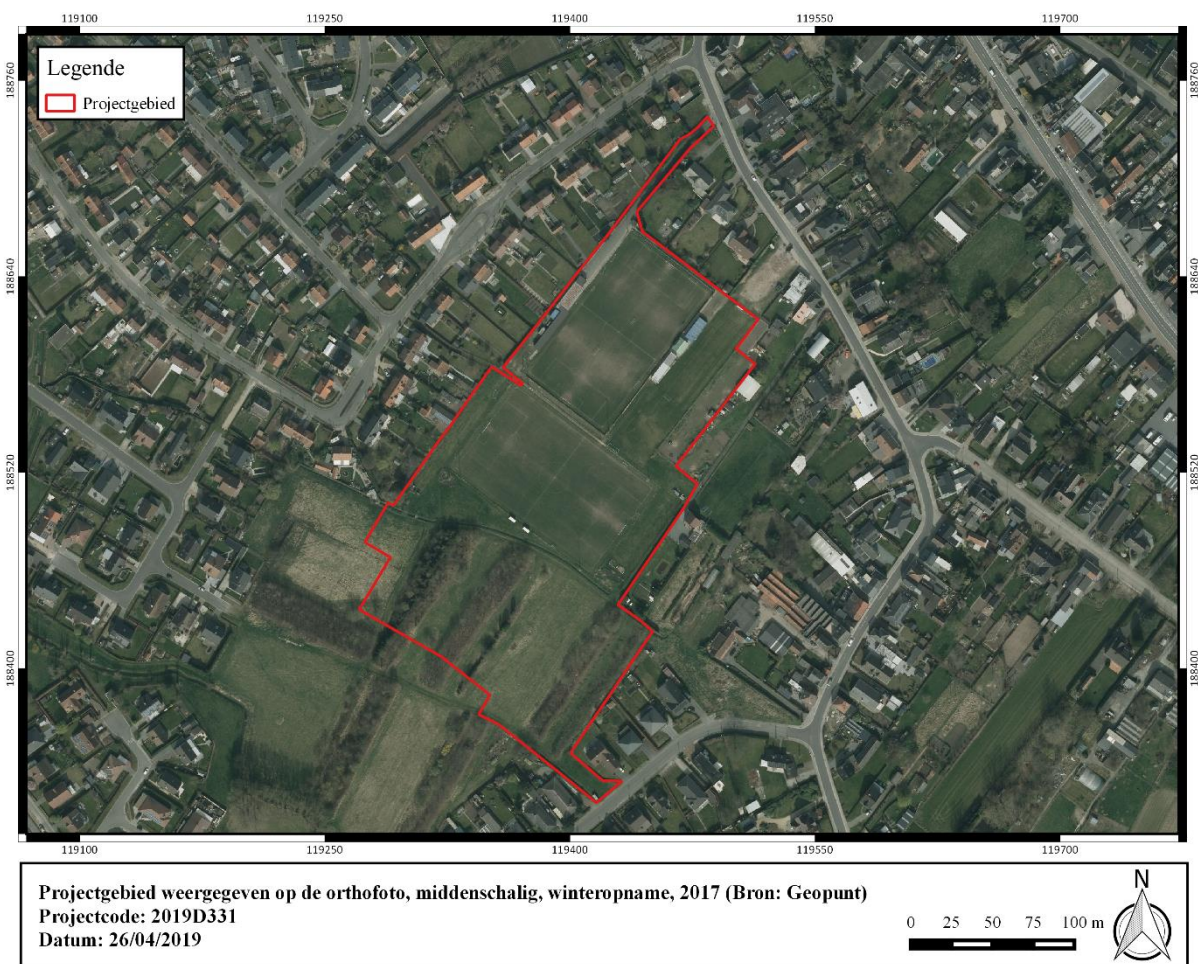 119100 119250 119400 119550 119700
188760 188760
Legende
Projectgebied
188640 188640
188520 188520
188400 188400
119100 119250 119400 119550 119700
Projectgebied weergegeven op de orthofoto, middenschalig, winteropname, 2017 (Bron: Geopunt)
Projectcode: 2019D331
Datum: 26/04/2019
0 25 50 75 100 m
N